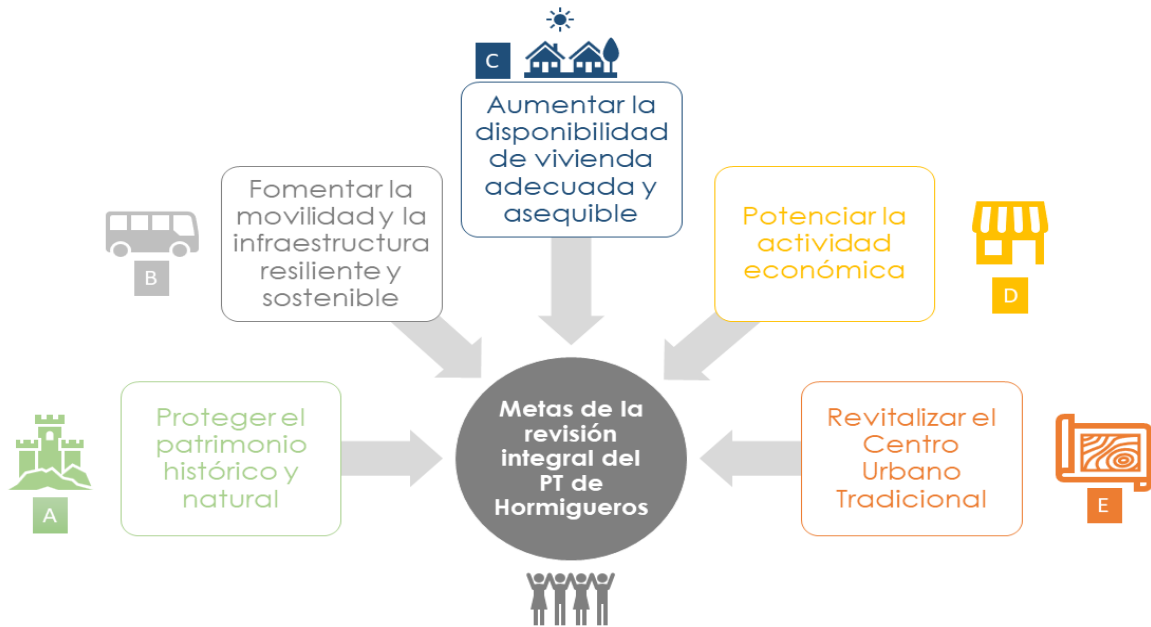 C
Aumentar la
disponibilidad
de vivienda
adecuada y
asequible
Fomentar la
movilidad y la
infraestructura
resiliente y
sostenible
B
Potenciar la
actividad
económica
D
Proteger el
patrimonio
histórico y
natural
A
Metas de la
revisión
integral del
PT de
Hormigueros
Revitalizar el
Centro
Urbano
Tradicional
E